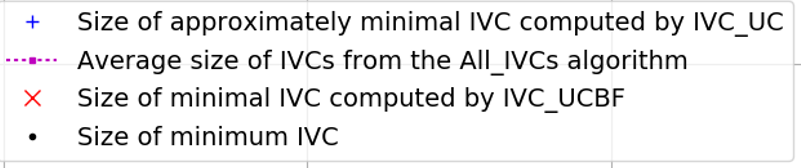 Size of approximately minimal IVC computed by IVC_UC
Average size of IVCs from the All_IVCs algorithm
Size of minimal IVC computed by IVC_UCBF
Size of minimum IVC